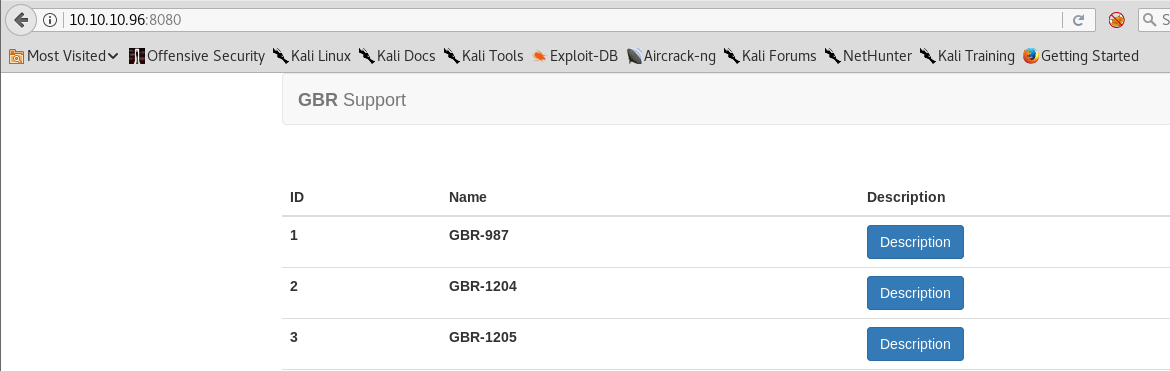 10.10.10.96:8080
Most Visited Offensive Security Kali Linux Kali Docs Kali Tools Exploit-DB Aircrack-ng Kali Forums NetHunter Kali Training Getting Started
GBR Support
ID Name Description
1 GBR-987 Description
2 GBR-1204 Description
3 GBR-1205 Description